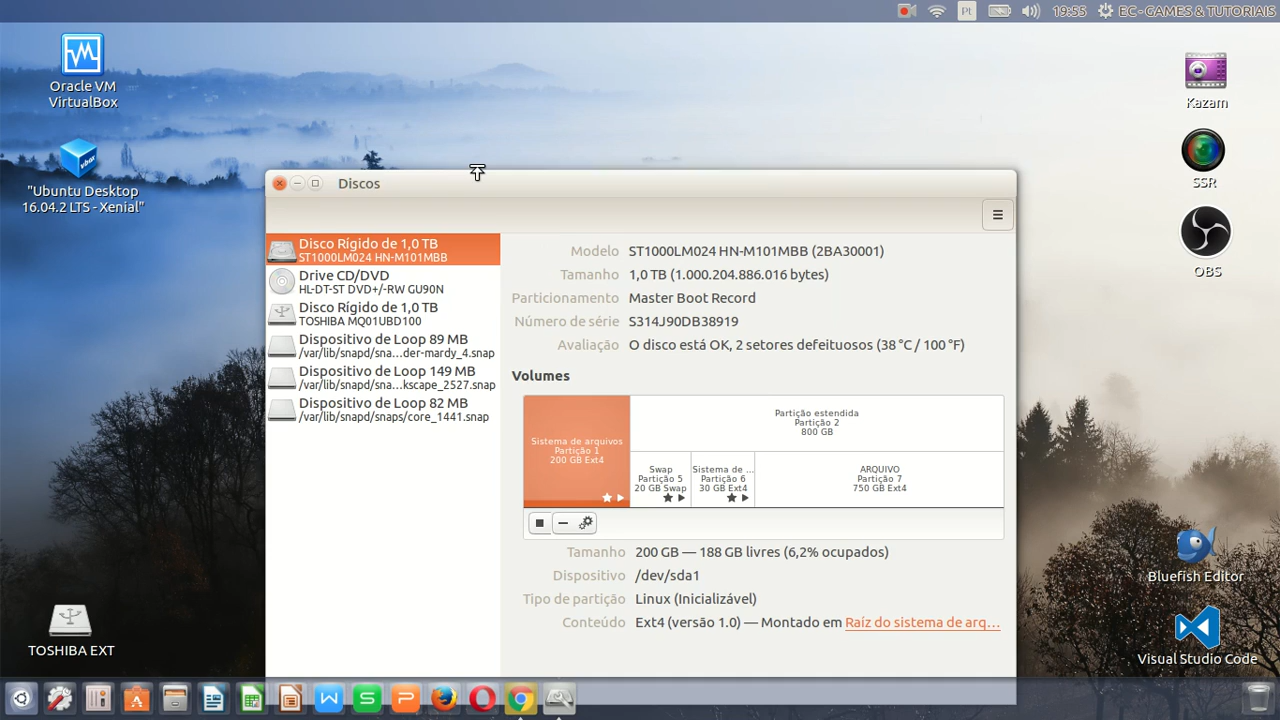 Pt
19:55
EC-GAMES & TUTORIAIS
Oracle VM
VirtualBox
vbox
"Ubuntu Desktop
16.04.2 LTS - Xenial"
Kazam
SSR
OBS
Discos
Disco Rígido de 1,0 TB
ST1000LM024 HN-M101MBB
Drive CD/DVD
HL-DT-ST DVD+/-RW GU90N
Disco Rígido de 1,0 TB
TOSHIBA MQ01UBD100
Dispositivo de Loop 89 MB
/var/lib/snapd/sna...der-mardy_4.snap
Dispositivo de Loop 149 MB
/var/lib/snapd/sna...kscape_2527.snap
Dispositivo de Loop 82 MB
/var/lib/snapd/snaps/core_1441.snap
Modelo ST1000LM024 HN-M101MBB (2BA30001)
Tamanho 1,0 TB (1.000.204.886.016 bytes)
Particionamento Master Boot Record
Número de série S314J90DB38919
Avaliação O disco está OK, 2 setores defeituosos (38 °C / 100 °F)
Volumes
Sistema de arquivos
Partição 1
200 GB Ext4
Partição estendida
Partição 2
800 GB
Swap
Partição 5
20 GB Swap
Sistema de ...
Partição 6
30 GB Ext4
ARQUIVO
Partição 7
750 GB Ext4
Tamanho 200 GB — 188 GB livres (6,2% ocupados)
Dispositivo /dev/sda1
Tipo de partição Linux (Inicializável)
Conteúdo Ext4 (versão 1.0) — Montado em Raíz do sistema de arq...
TOSHIBA EXT
Bluefish Editor
Visual Studio Code
W
S
P